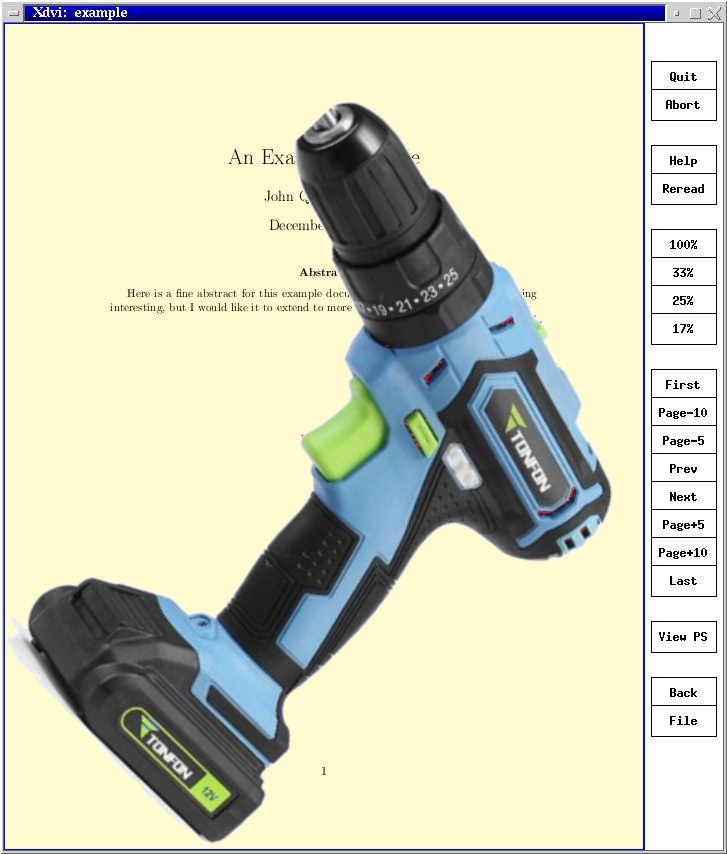 Xdvi: example
An Exa
e
John Q
Decembe
Abstra
Here is a fine abstract for this example docu ing
interesting, but I would like it to extend to more
19 • 21 • 23 • 25
TONFON
TONFON
12V
1
Quit
Abort
Help
Reread
100%
33%
25%
17%
First
Page-10
Page-5
Prev
Next
Page+5
Page+10
Last
View PS
Back
File